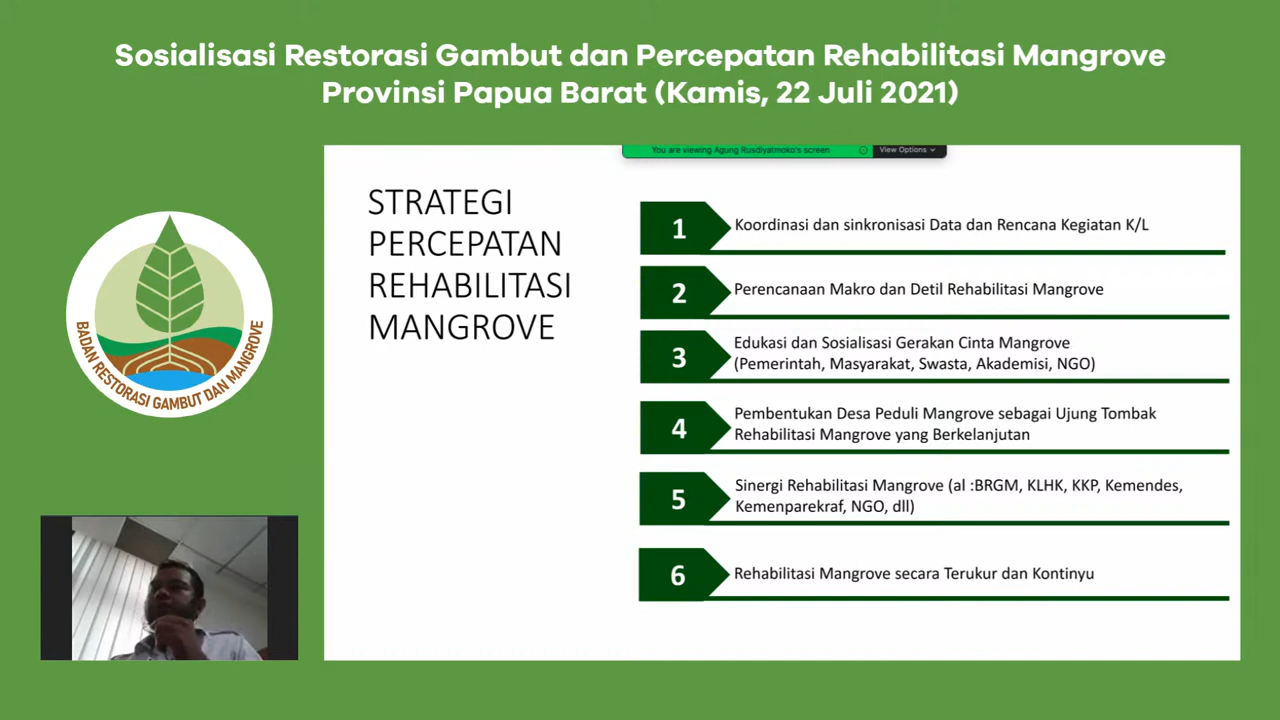 Sosialisasi Restorasi Gambut dan Percepatan Rehabilitasi Mangrove
Provinsi Papua Barat (Kamis, 22 Juli 2021)
You are viewing Agung Rusdiyatmoko's screen
View Options
STRATEGI
PERCEPATAN
REHABILITASI
MANGROVE
1
Koordinasi dan sinkronisasi Data dan Rencana Kegiatan K/L
2
Perencanaan Makro dan Detil Rehabilitasi Mangrove
3
Edukasi dan Sosialisasi Gerakan Cinta Mangrove
(Pemerintah, Masyarakat, Swasta, Akademisi, NGO)
4
Pembentukan Desa Peduli Mangrove sebagai Ujung Tombak
Rehabilitasi Mangrove yang Berkelanjutan
5
Sinergi Rehabilitasi Mangrove (al :BRGM, KLHK, KKP, Kemendes,
Kemenparekraf, NGO, dll)
6
Rehabilitasi Mangrove secara Terukur dan Kontinyu
BADAN RESTORASI GAMBUT DAN MANGROVE